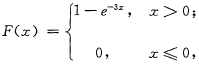 F(x) = { 1 − e^{-3x}, x > 0;
0, x ≤ 0,